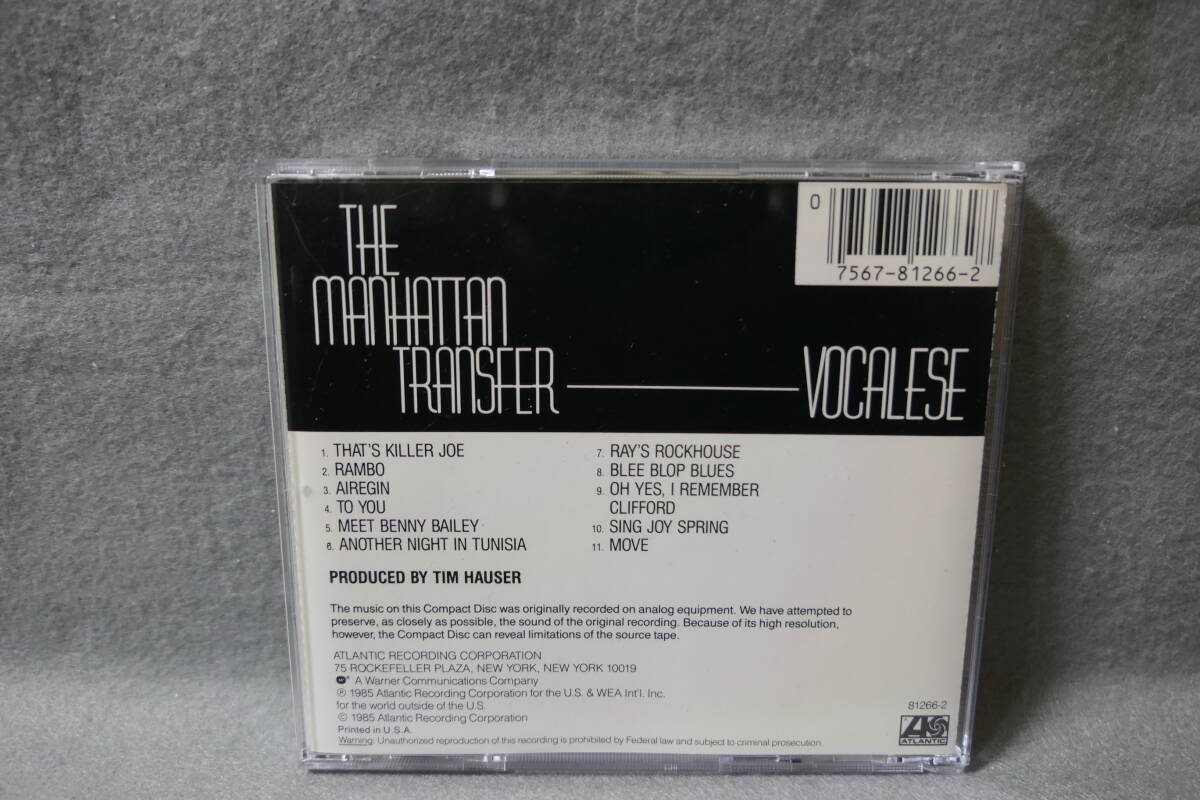 THE
MANHATTAN
TRANSFER
VOCALESE
0
7567-81266-2
1. THAT'S KILLER JOE
2. RAMBO
3. AIREGIN
4. TO YOU
5. MEET BENNY BAILEY
6. ANOTHER NIGHT IN TUNISIA
7. RAY'S ROCKHOUSE
8. BLEE BLOP BLUES
9. OH YES, I REMEMBER
CLIFFORD
10. SING JOY SPRING
11. MOVE
PRODUCED BY TIM HAUSER
The music on this Compact Disc was originally recorded on analog equipment. We have attempted to
preserve, as closely as possible, the sound of the original recording. Because of its high resolution,
however, the Compact Disc can reveal limitations of the source tape.
ATLANTIC RECORDING CORPORATION
75 ROCKEFELLER PLAZA, NEW YORK, NEW YORK 10019
A Warner Communications Company
℗ 1985 Atlantic Recording Corporation for the U.S. & WEA Int'l. Inc.
for the world outside of the U.S.
© 1985 Atlantic Recording Corporation
Printed in U.S.A.
Warning: Unauthorized reproduction of this recording is prohibited by Federal law and subject to criminal prosecution.
81266-2
ATLANTIC